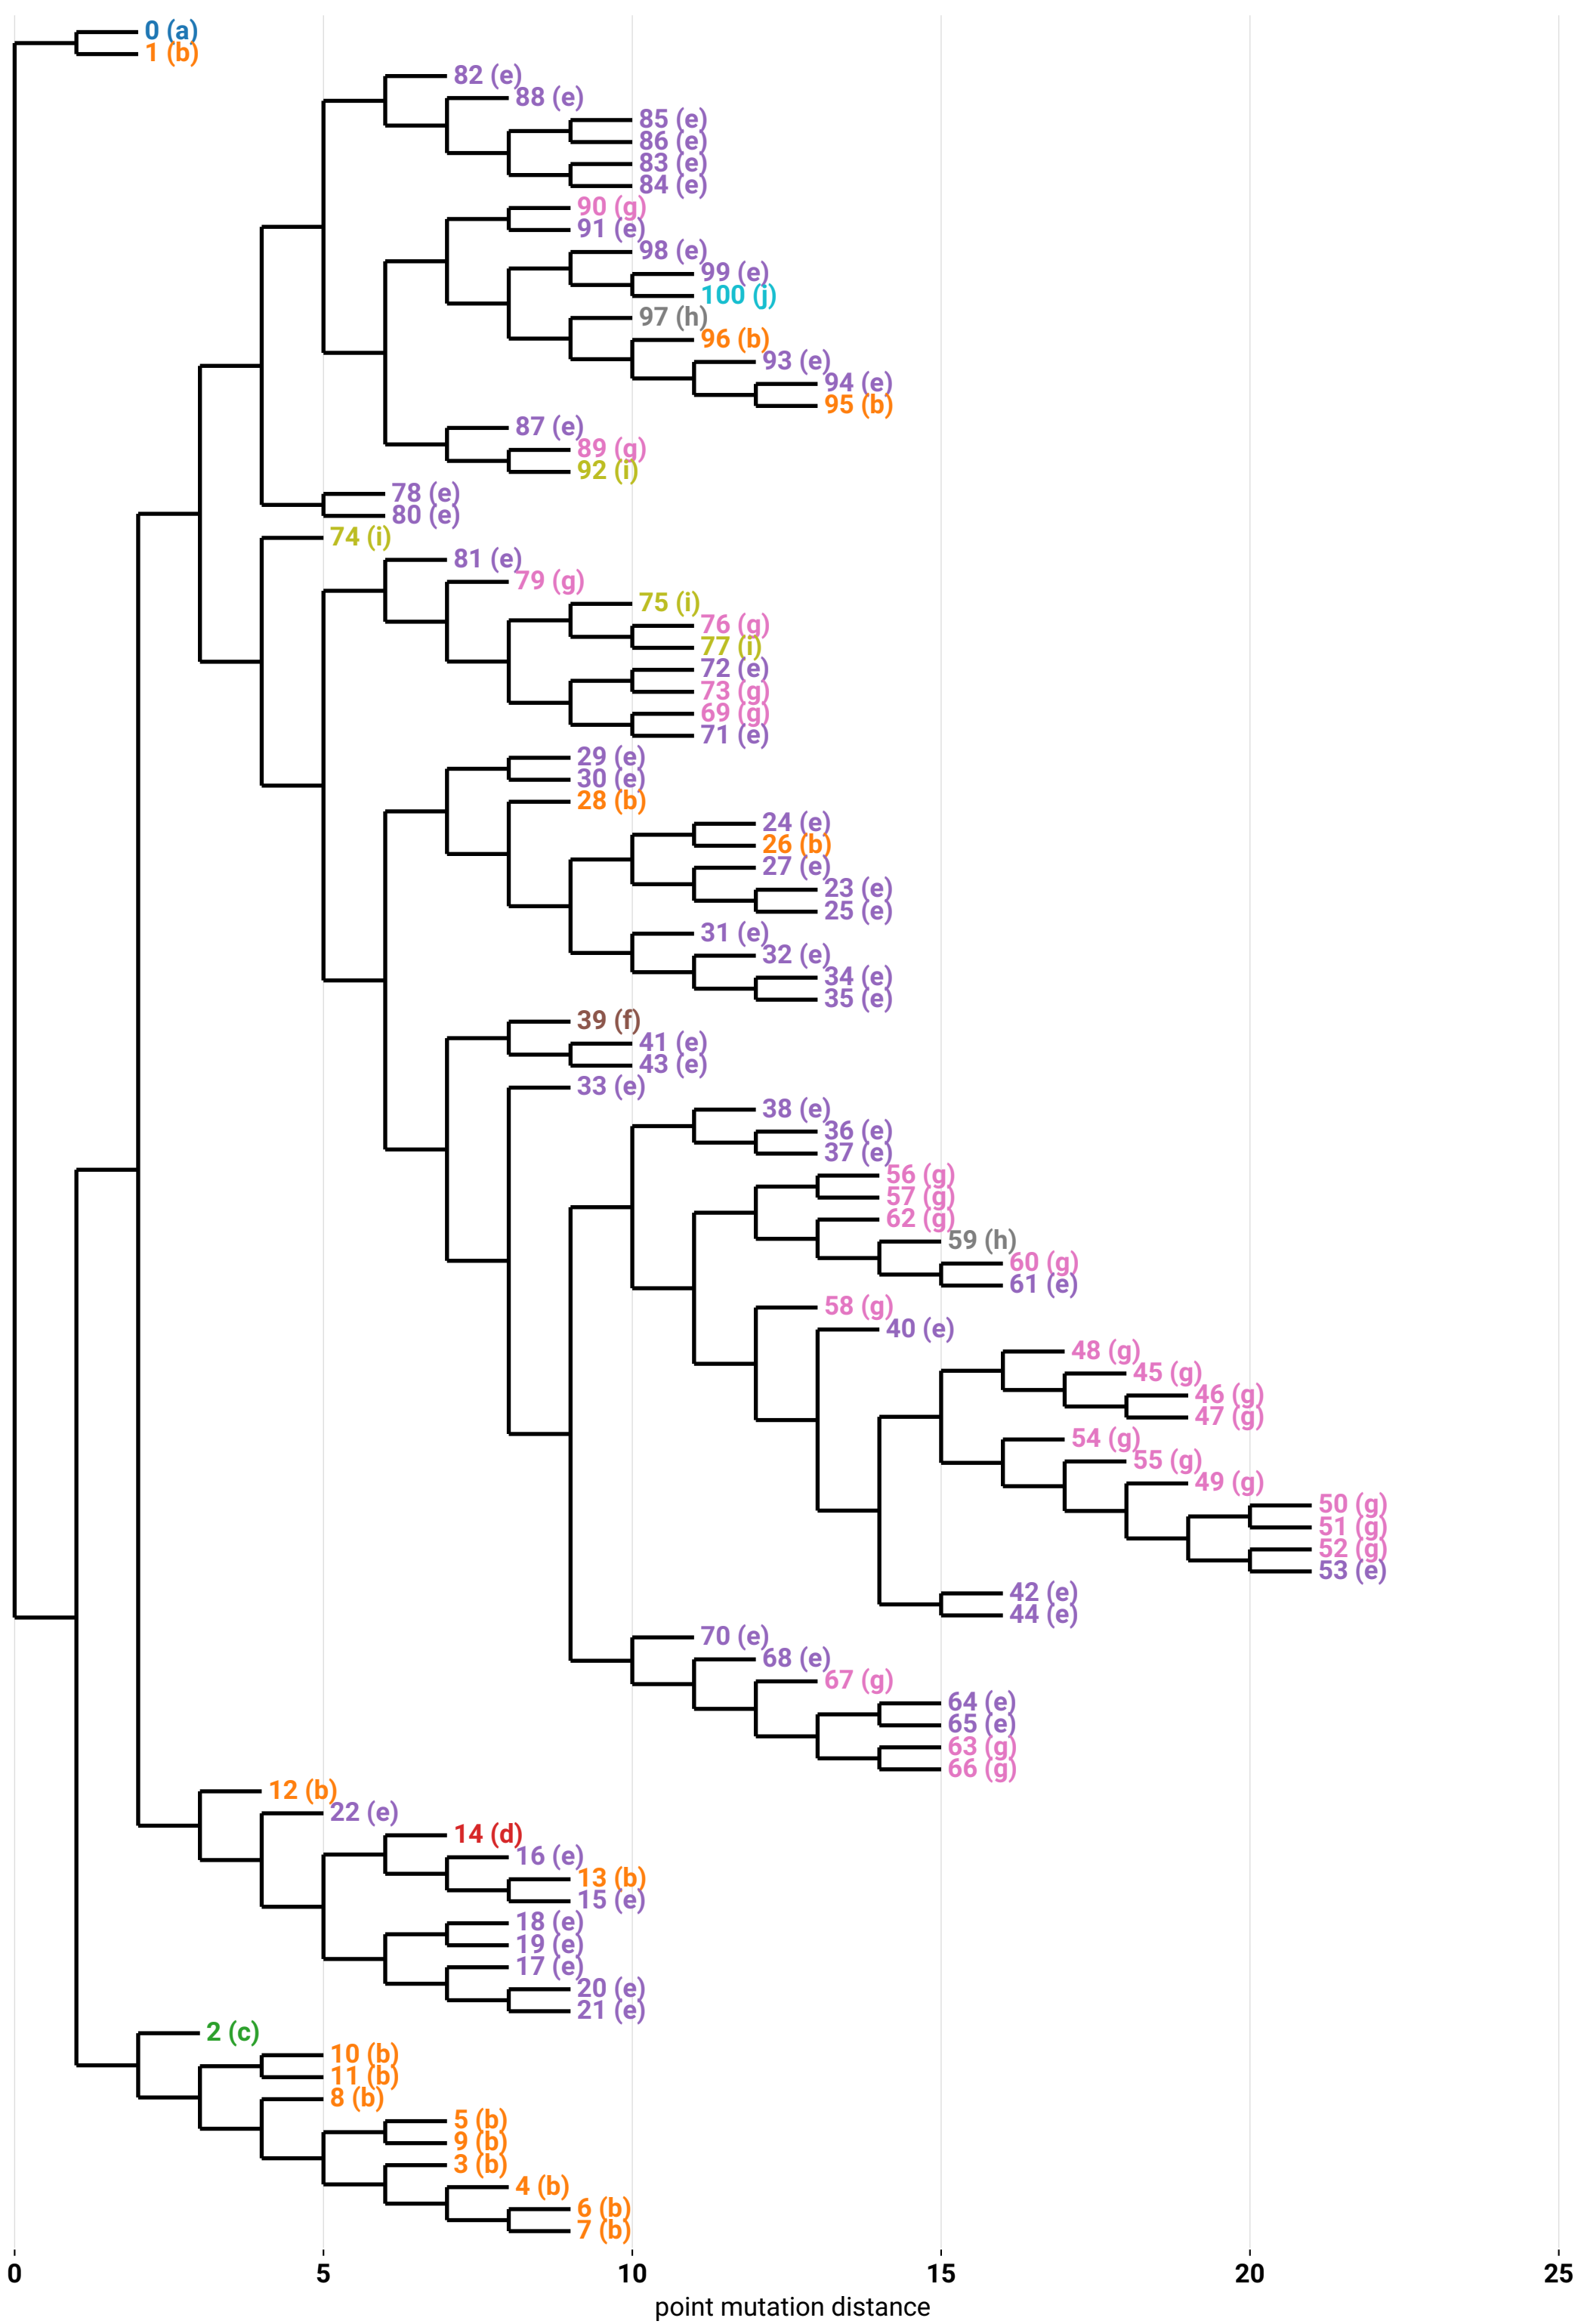 0 (a)
1 (b)
82 (e)
88 (e)
85 (e)
86 (e)
83 (e)
84 (e)
90 (g)
91 (e)
98 (e)
99 (e)
100 (j)
97 (h)
96 (b)
93 (e)
94 (e)
95 (b)
87 (e)
89 (g)
92 (i)
78 (e)
80 (e)
74 (i)
81 (e)
79 (g)
75 (i)
76 (g)
77 (i)
72 (e)
73 (g)
69 (g)
71 (e)
29 (e)
30 (e)
28 (b)
24 (e)
26 (b)
27 (e)
23 (e)
25 (e)
31 (e)
32 (e)
34 (e)
35 (e)
39 (f)
41 (e)
43 (e)
33 (e)
38 (e)
36 (e)
37 (e)
56 (g)
57 (g)
62 (g)
59 (h)
60 (g)
61 (e)
58 (g)
40 (e)
48 (g)
45 (g)
46 (g)
47 (g)
54 (g)
55 (g)
49 (g)
50 (g)
51 (g)
52 (g)
53 (e)
42 (e)
44 (e)
70 (e)
68 (e)
67 (g)
64 (e)
65 (e)
63 (g)
66 (g)
12 (b)
22 (e)
14 (d)
16 (e)
13 (b)
15 (e)
18 (e)
19 (e)
17 (e)
20 (e)
21 (e)
2 (c)
10 (b)
11 (b)
8 (b)
5 (b)
9 (b)
3 (b)
4 (b)
6 (b)
7 (b)
0 5 10 15 20 25
point mutation distance